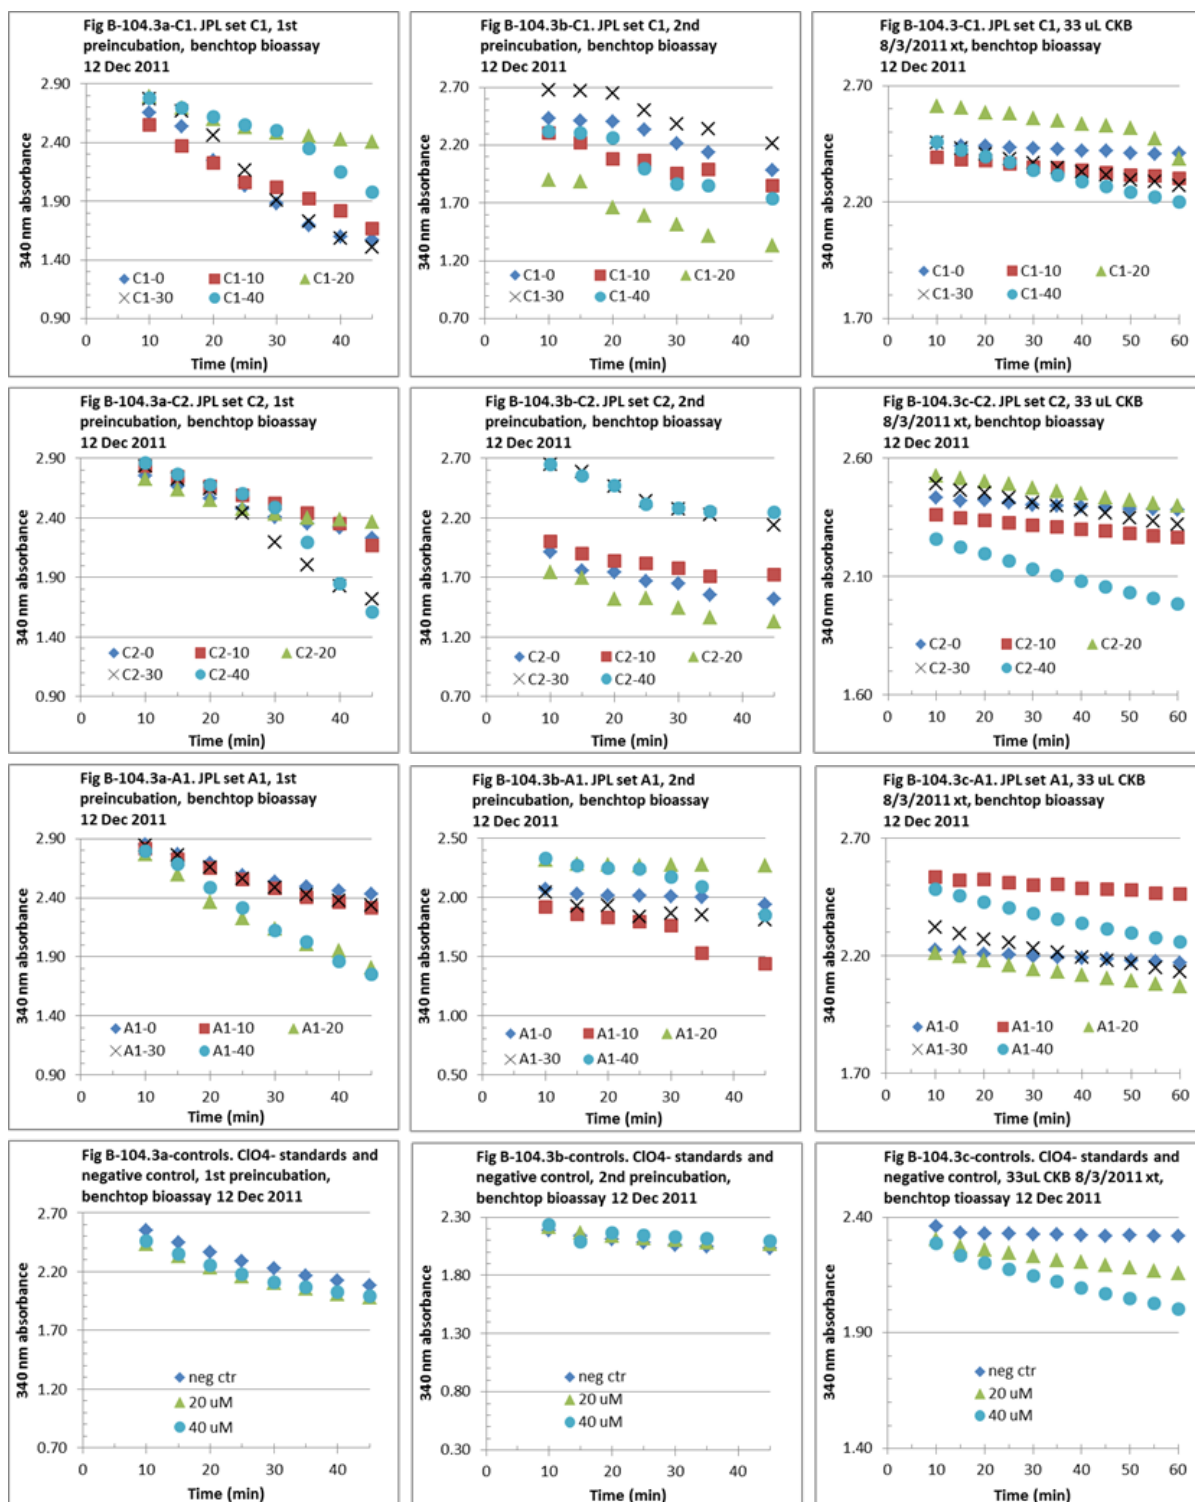 Fig B-104.3a-C1. JPL set C1, 1st
preincubation, benchtop bioassay
12 Dec 2011
2.90
2.40
1.90
1.40
0.90
340 nm absorbance
C1-0 C1-10 C1-20
C1-30 C1-40
0 10 20 30 40
Time (min)
Fig B-104.3b-C1. JPL set C1, 2nd
preincubation, benchtop bioassay
12 Dec 2011
2.70
2.20
1.70
1.20
0.70
340 nm absorbance
C1-0 C1-10 C1-20
C1-30 C1-40
0 10 20 30 40
Time (min)
Fig B-104.3-C1. JPL set C1, 33 uL CKB
8/3/2011 xt, benchtop bioassay
12 Dec 2011
2.70
2.20
1.70
340 nm absorbance
C1-0 C1-10 C1-20
C1-30 C1-40
0 10 20 30 40 50 60
Time (min)
Fig B-104.3a-C2. JPL set C2, 1st
preincubation, benchtop bioassay
12 Dec 2011
2.90
2.40
1.90
1.40
0.90
340 nm absorbance
C2-0 C2-10 C2-20
C2-30 C2-40
0 10 20 30 40
Time (min)
Fig B-104.3b-C2. JPL set C2, 2nd
preincubation, benchtop bioassay
12 Dec 2011
2.70
2.20
1.70
1.20
0.70
340 nm absorbance
C2-0 C2-10 C2-20
C2-30 C2-40
0 10 20 30 40
Time (min)
Fig B-104.3c-C2. JPL set C2, 33 uL CKB
8/3/2011 xt, benchtop bioassay
12 Dec 2011
2.60
2.10
1.60
340 nm absorbance
C2-0 C2-10 C2-20
C2-30 C2-40
0 10 20 30 40 50 60
Time (min)
Fig B-104.3a-A1. JPL set A1, 1st
preincubation, benchtop bioassay
12 Dec 2011
2.90
2.40
1.90
1.40
0.90
340 nm absorbance
A1-0 A1-10 A1-20
A1-30 A1-40
0 10 20 30 40
Time (min)
Fig B-104.3b-A1. JPL set A1, 2nd
preincubation, benchtop bioassay
12 Dec 2011
2.50
2.00
1.50
1.00
0.50
340 nm absorbance
A1-0 A1-10 A1-20
A1-30 A1-40
0 10 20 30 40
Time (min)
Fig B-104.3c-A1. JPL set A1, 33 uL CKB
8/3/2011 xt, benchtop bioassay
12 Dec 2011
2.70
2.20
1.70
340 nm absorbance
A1-0 A1-10 A1-20
A1-30 A1-40
0 10 20 30 40 50 60
Time (min)
Fig B-104.3a-controls. ClO4- standards and
negative control, 1st preincubation,
benchtop bioassay 12 Dec 2011
2.70
2.20
1.70
1.20
0.70
340 nm absorbance
neg ctr
20 uM
40 uM
0 10 20 30 40
Time (min)
Fig B-104.3b-controls. ClO4- standards and
negative control, 2nd preincubation,
benchtop bioassay 12 Dec 2011
2.30
1.80
1.30
0.80
0.30
340 nm absorbance
neg ctr
20 uM
40 uM
0 10 20 30 40
Time (min)
Fig B-104.3c-controls. ClO4- standards and
negative control, 33uL CKB 8/3/2011 xt,
benchtop tioassay 12 Dec 2011
2.40
1.90
1.40
340 nm absorbance
neg ctr
20 uM
40 uM
0 10 20 30 40 50 60
Time (min)